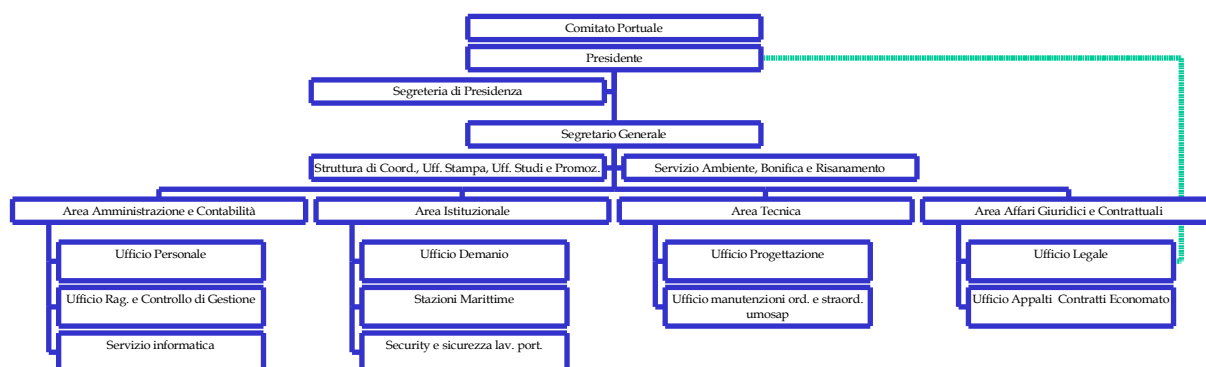 Comitato Portuale
Presidente
Segreteria di Presidenza
Segretario Generale
Struttura di Coord., Uff. Stampa, Uff. Studi e Promoz.
Servizio Ambiente, Bonifica e Risanamento
Area Amministrazione e Contabilità
Area Istituzionale
Area Tecnica
Area Affari Giuridici e Contrattuali
Ufficio Personale
Ufficio Demanio
Ufficio Progettazione
Ufficio Legale
Ufficio Rag. e Controllo di Gestione
Stazioni Marittime
Ufficio manutenzioni ord. e straord.
umosap
Ufficio Appalti Contratti Economato
Servizio informatica
Security e sicurezza lav. port.